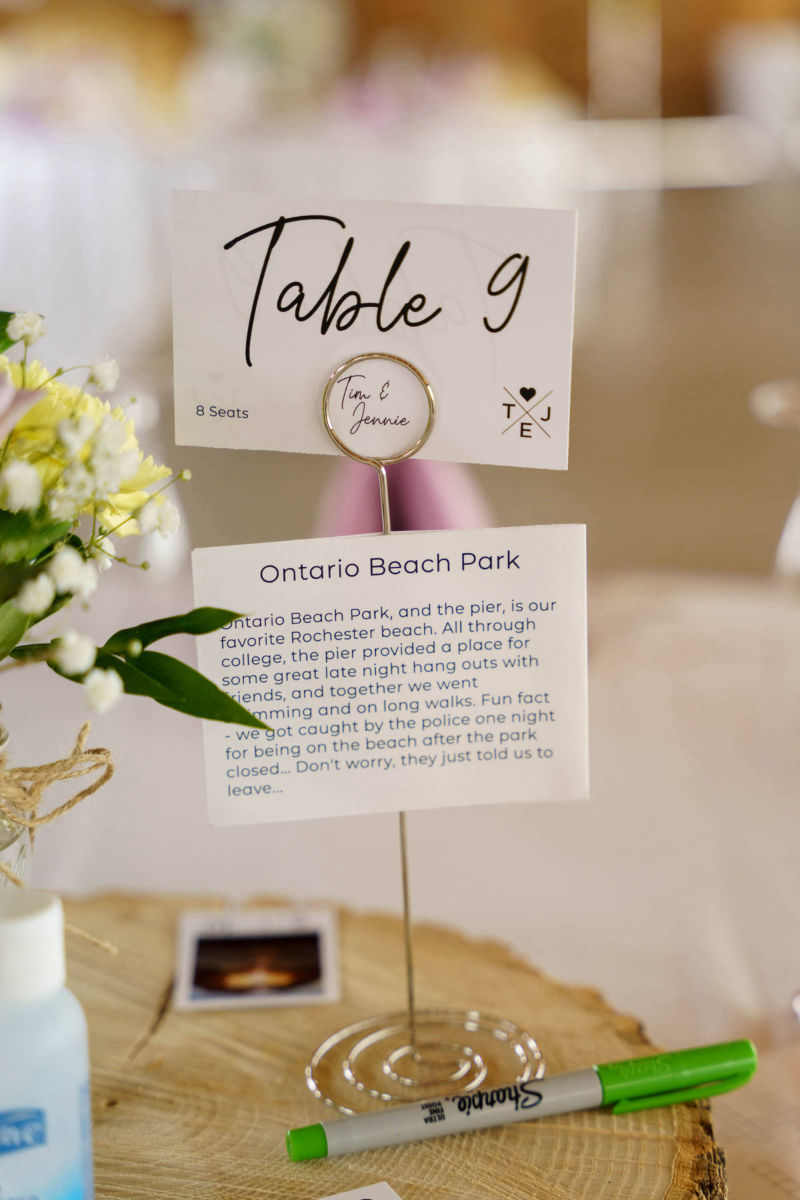 Table 9
Tim &
Jennie
8 Seats
T J
E
Ontario Beach Park
Ontario Beach Park, and the pier, is our
favorite Rochester beach. All through
college, the pier provided a place for
some great late night hang outs with
friends, and together we went
swimming and on long walks. Fun fact
- we got caught by the police one night
for being on the beach after the park
closed... Don't worry, they just told us to
leave...
Sharpie
ULTRA
FINE
POINT